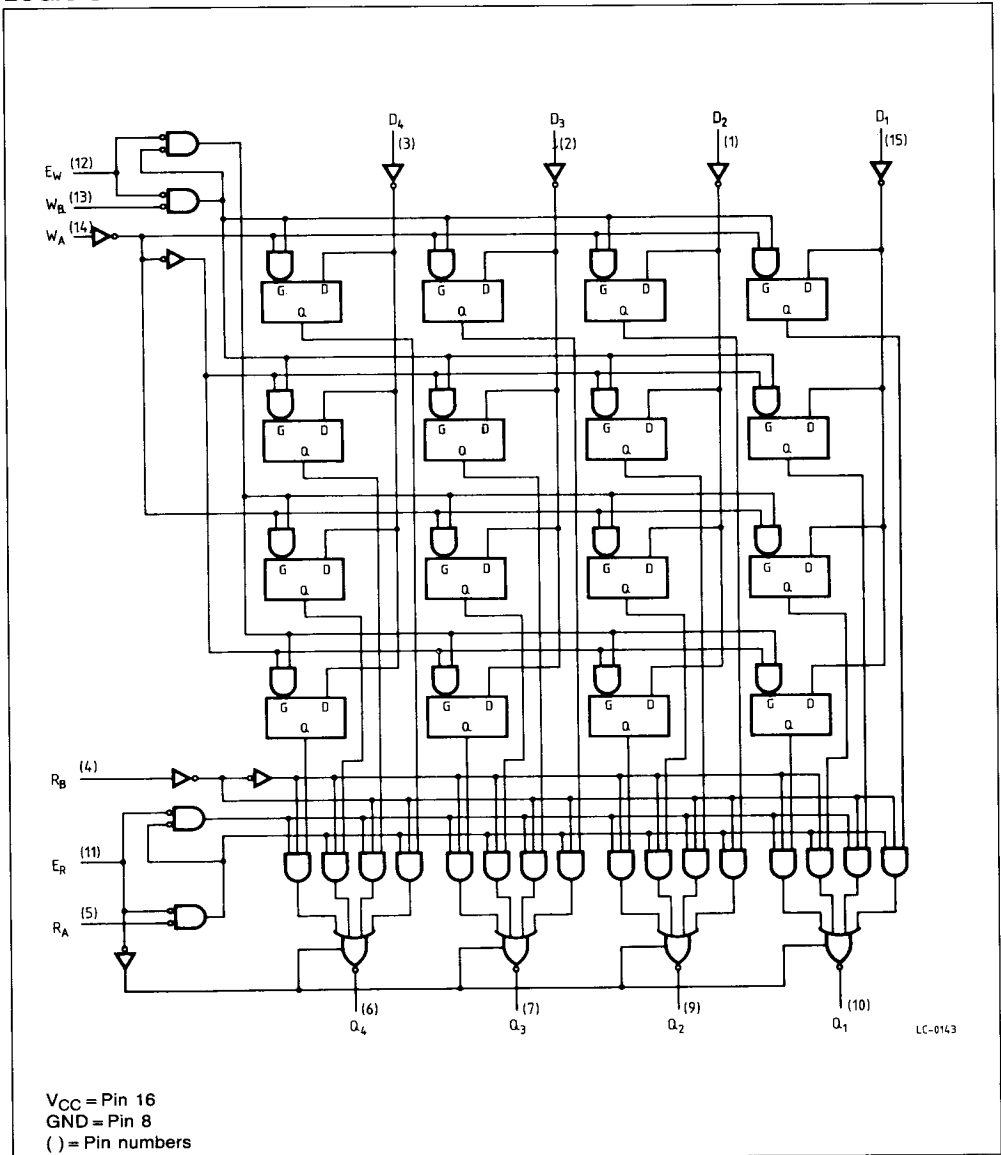 D4 D3 D2 D1
(3) (2) (1) (15)
EW (12)
WB (13)
WA (14)
G D G D G D G D
Q Q Q Q
G D G D G D G D
Q Q Q Q
G D G D G D G D
Q Q Q Q
G D G D G D G D
Q Q Q Q
RB (4)
ER (11)
RA (5)
(6) (7) (9) (10)
Q4 Q3 Q2 Q1
LC-0143
VCC = Pin 16
GND = Pin 8
( ) = Pin numbers